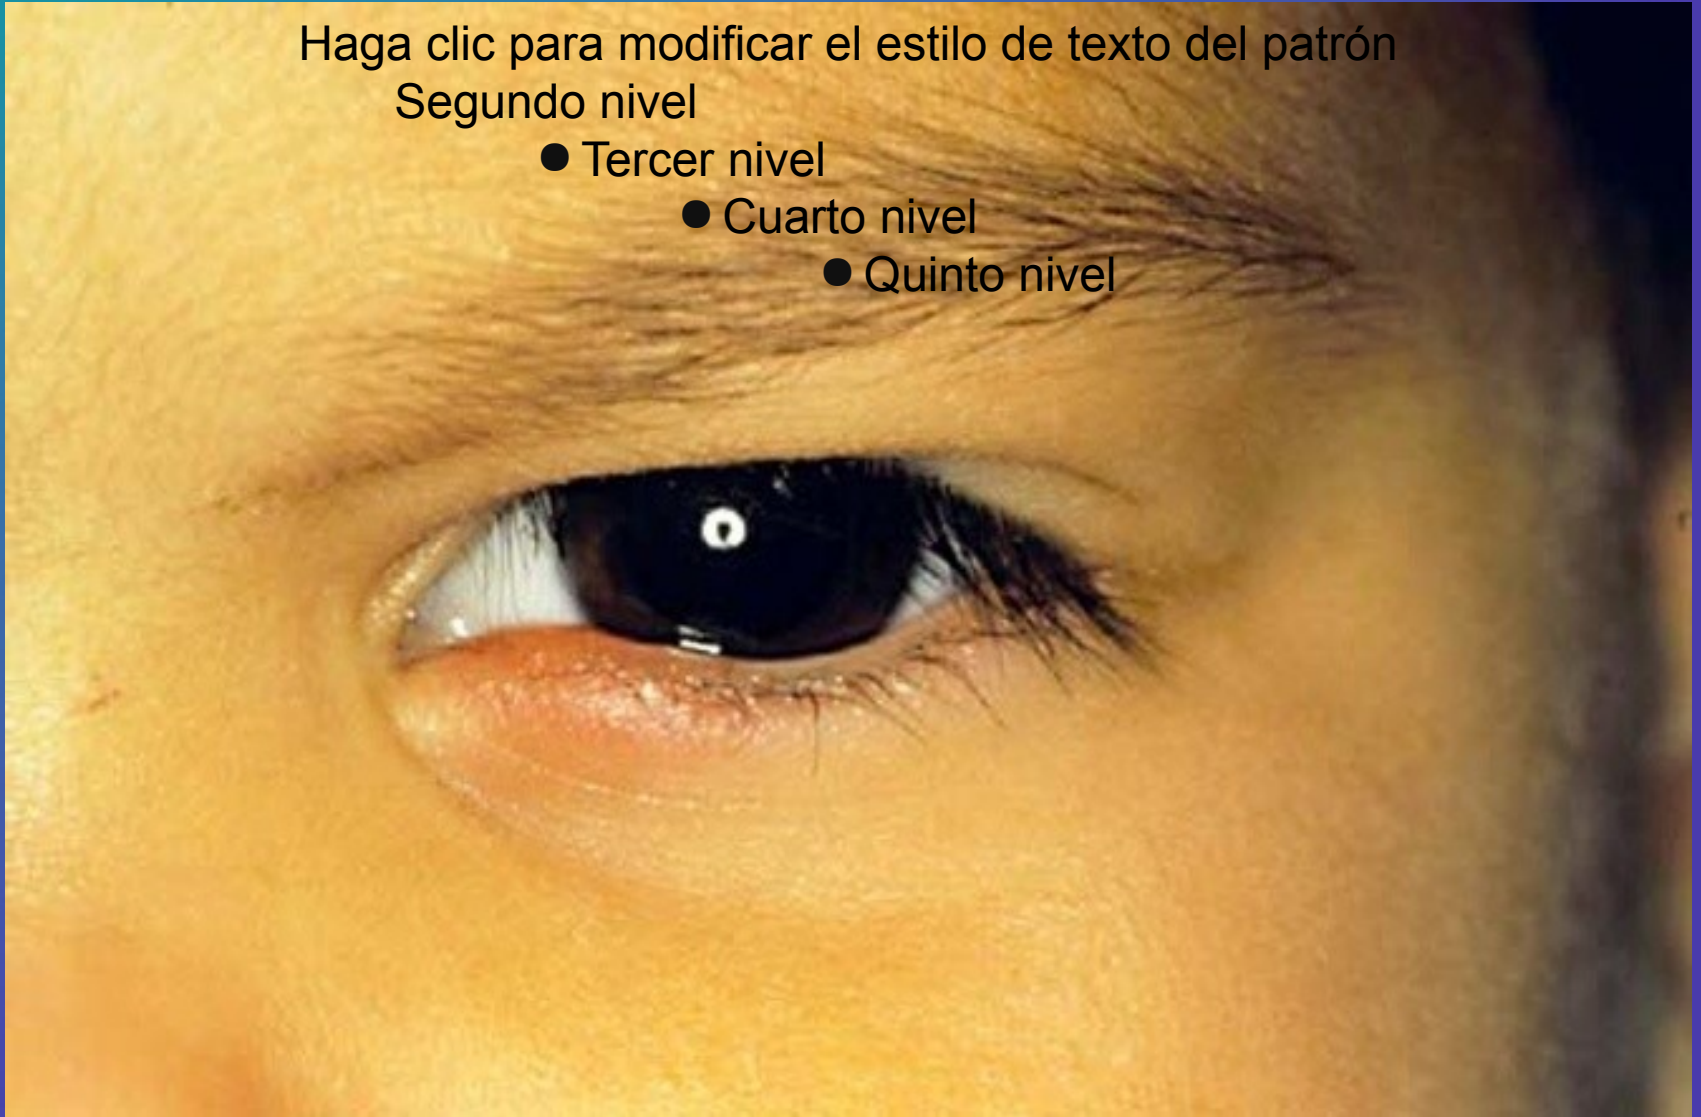 Haga clic para modificar el estilo de texto del patrón
Segundo nivel
● Tercer nivel
● Cuarto nivel
● Quinto nivel